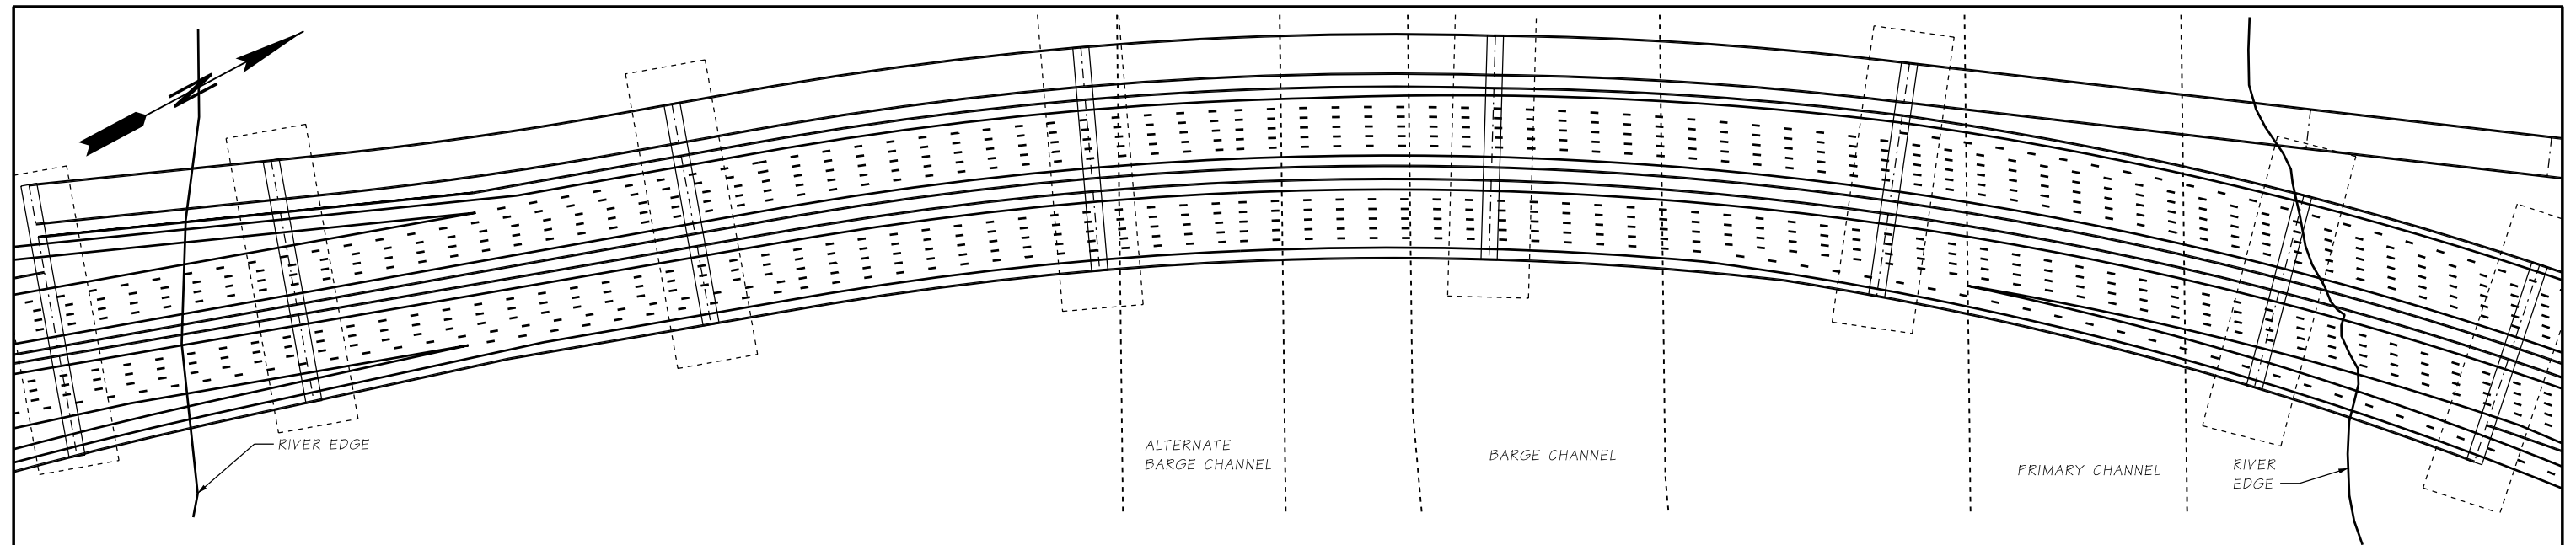 RIVER EDGE
ALTERNATE
BARGE CHANNEL
BARGE CHANNEL
PRIMARY CHANNEL
RIVER
EDGE